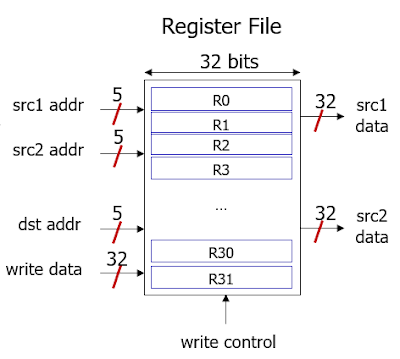 Register File
32 bits
5
src1 addr
R0
32
src1
data
R1
5
src2 addr
R2
R3
...
5
dst addr
32
src2
data
R30
32
write data
R31
write control